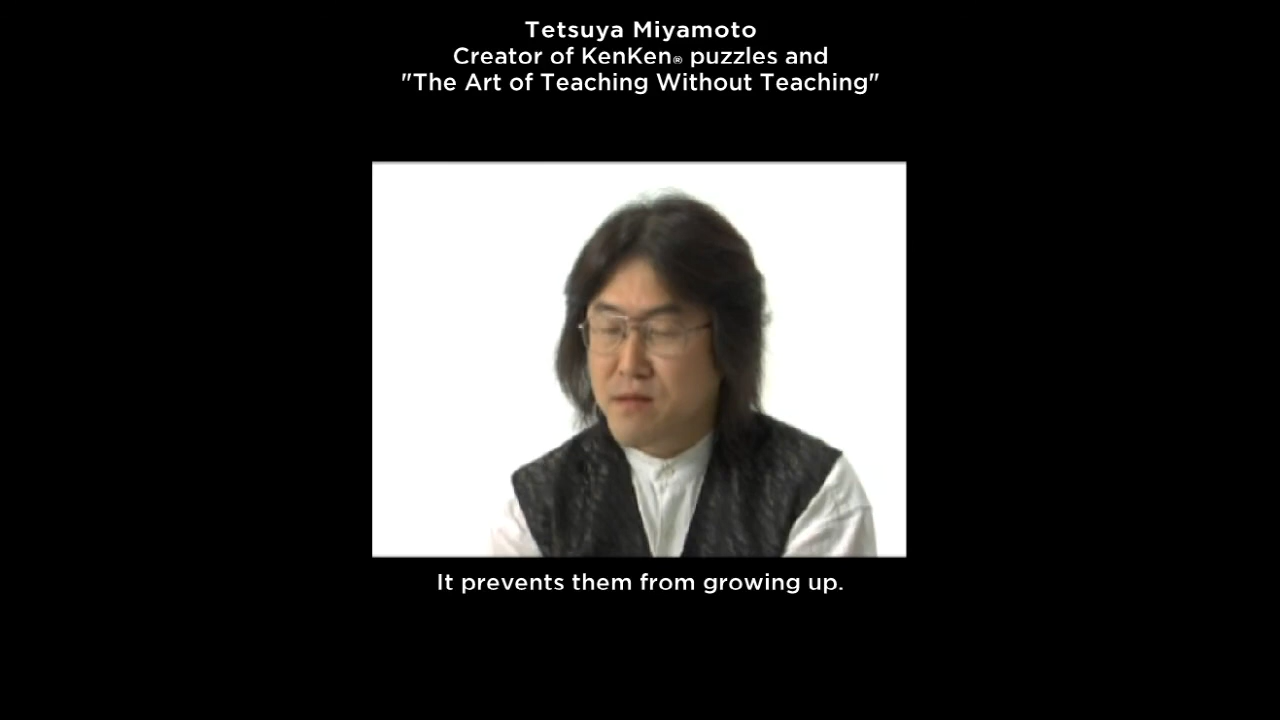 Tetsuya Miyamoto
Creator of KenKen® puzzles and
"The Art of Teaching Without Teaching"
It prevents them from growing up.